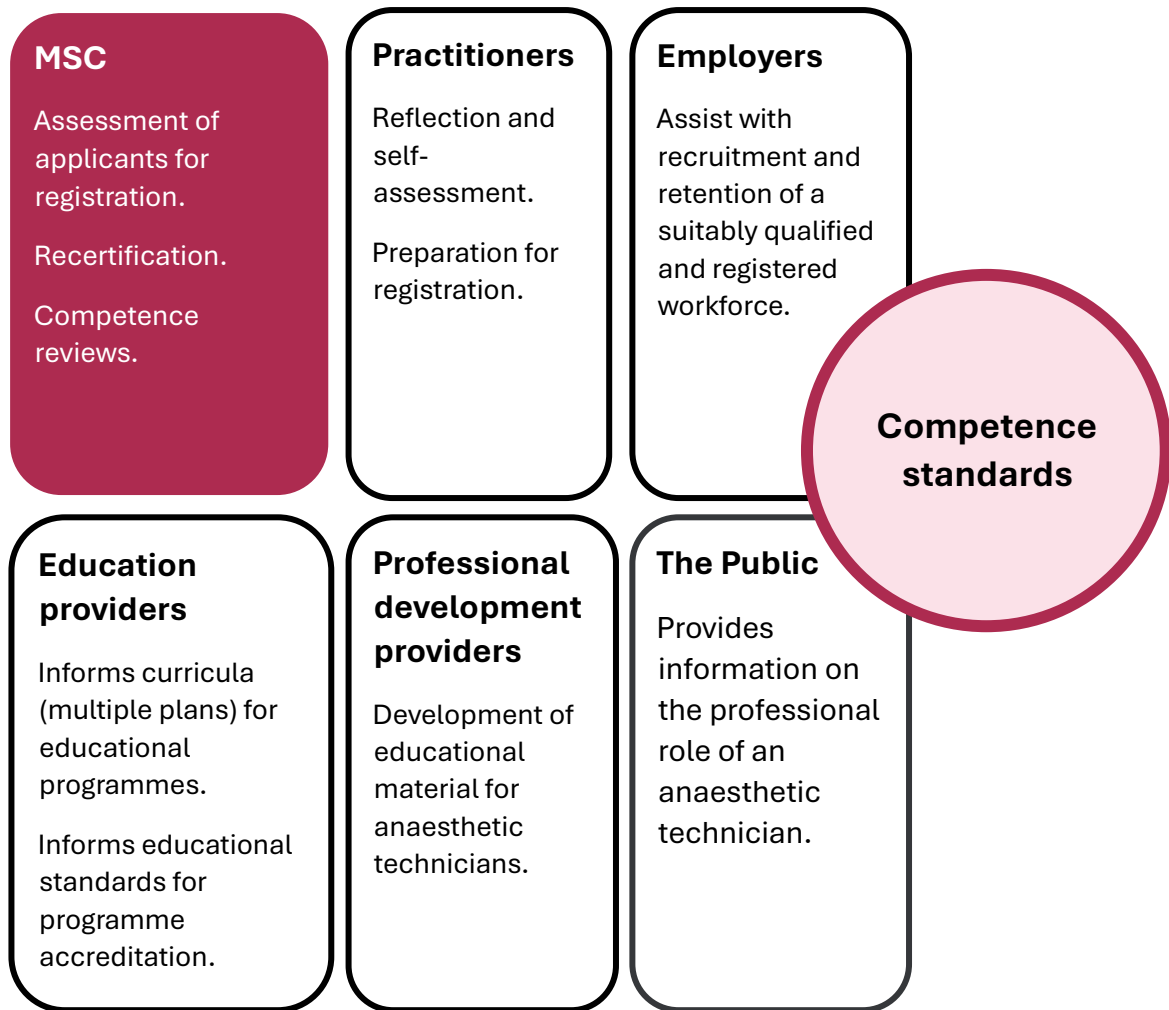 MSC
Assessment of
applicants for
registration.
Recertification.
Competence
reviews.
Practitioners
Reflection and
self-
assessment.
Preparation for
registration.
Employers
Assist with
recruitment and
retention of a
suitably qualified
and registered
workforce.
Competence
standards
Education
providers
Informs curricula
(multiple plans) for
educational
programmes.
Informs educational
standards for
programme
accreditation.
Professional
development
providers
Development of
educational
material for
anaesthetic
technicians.
The Public
Provides
information on
the professional
role of an
anaesthetic
technician.